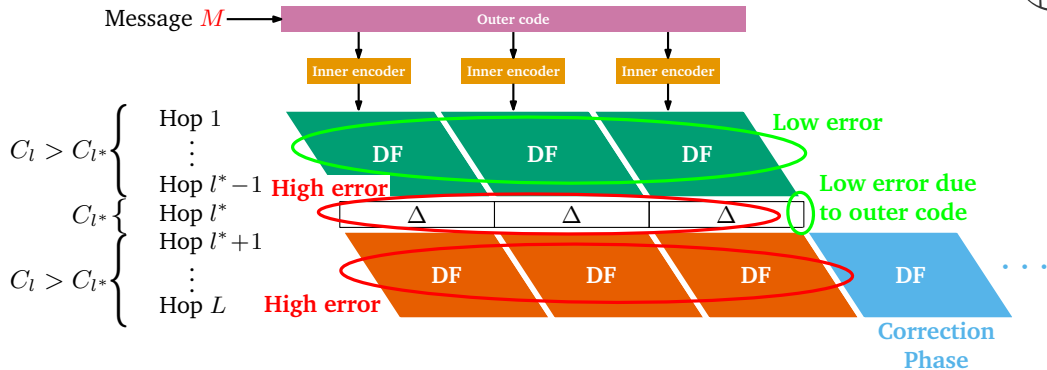 Outer code
Message M
Inner encoder Inner encoder Inner encoder
Hop 1
Low error
C_l > C_{l*}
DF DF DF
⋮
Hop l*−1
High error
Low error due
to outer code
C_{l*}
Hop l*
Δ Δ Δ
Hop l*+1
C_l > C_{l*}
DF DF DF DF
· · ·
⋮
Hop L
High error
Correction
Phase